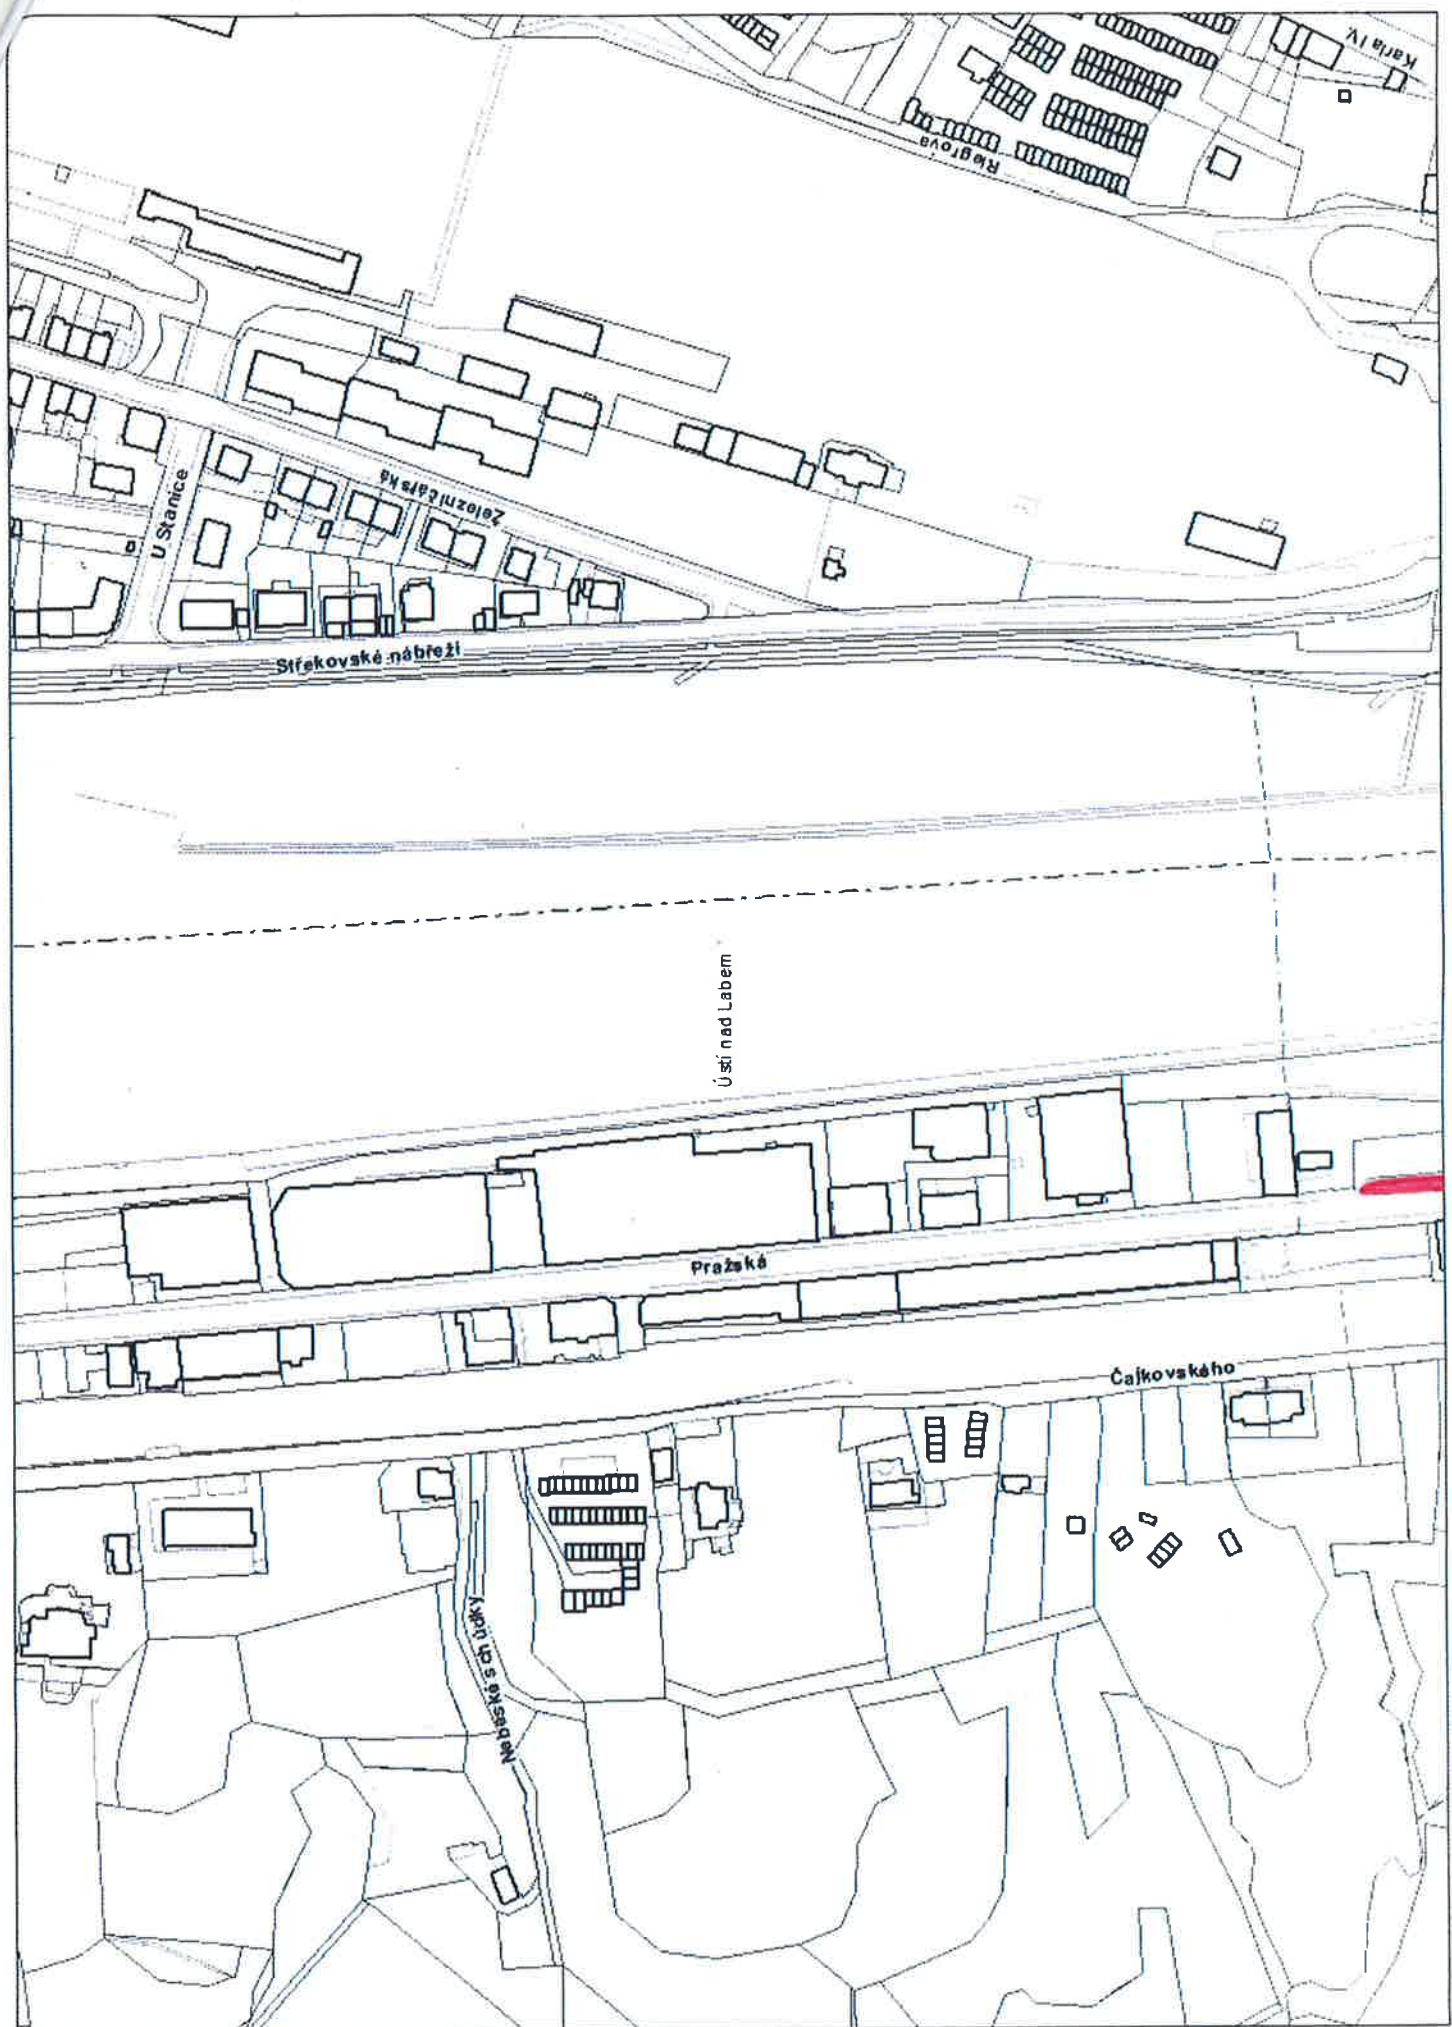 Karla IV.
Riegrova
U Stanice
Železničářská
Střekovské nábřeží
Ústí nad Labem
Pražská
Čajkovského
Nebeské schůdky